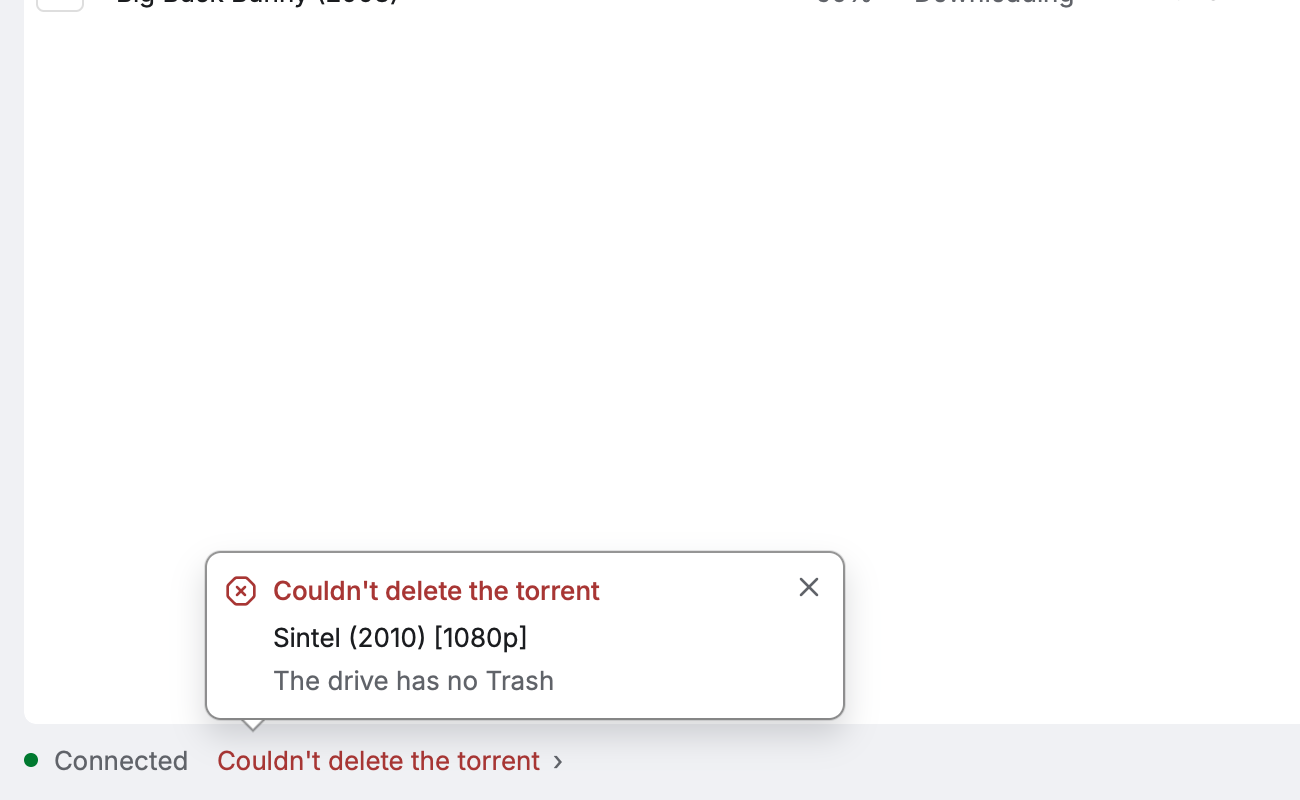 Couldn't delete the torrent
Sintel (2010) [1080p]
The drive has no Trash
Connected Couldn't delete the torrent ›